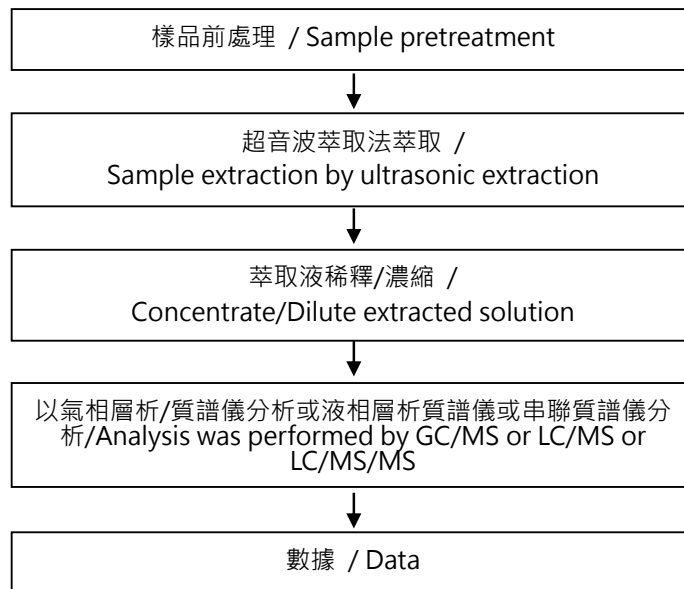 樣品前處理 / Sample pretreatment
超音波萃取法萃取 /
Sample extraction by ultrasonic extraction
萃取液稀釋/濃縮 /
Concentrate/Dilute extracted solution
以氣相層析/質譜儀分析或液相層析質譜儀或串聯質譜儀分
析/Analysis was performed by GC/MS or LC/MS or
LC/MS/MS
數據 / Data